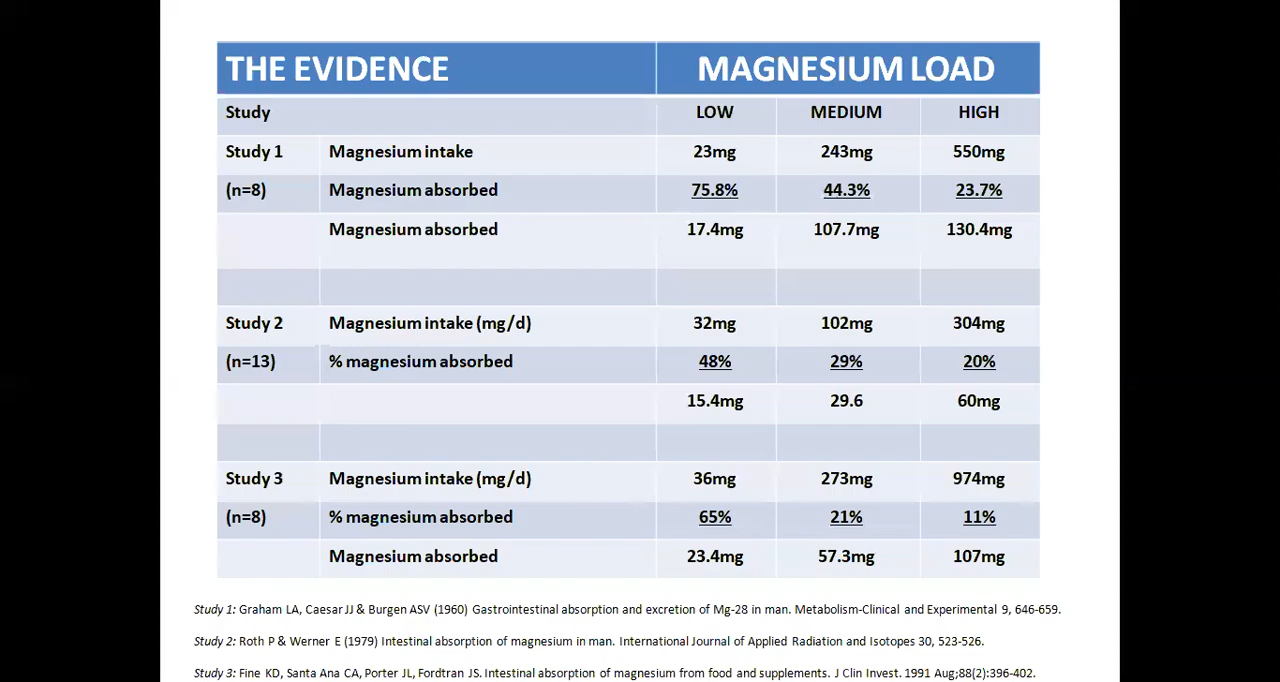 THE EVIDENCE MAGNESIUM LOAD
Study LOW MEDIUM HIGH
Study 1 Magnesium intake 23mg 243mg 550mg
(n=8) Magnesium absorbed 75.8% 44.3% 23.7%
Magnesium absorbed 17.4mg 107.7mg 130.4mg
Study 2 Magnesium intake (mg/d) 32mg 102mg 304mg
(n=13) % magnesium absorbed 48% 29% 20%
15.4mg 29.6 60mg
Study 3 Magnesium intake (mg/d) 36mg 273mg 974mg
(n=8) % magnesium absorbed 65% 21% 11%
Magnesium absorbed 23.4mg 57.3mg 107mg
Study 1: Graham LA, Caesar JJ & Burgen ASV (1960) Gastrointestinal absorption and excretion of Mg-28 in man. Metabolism-Clinical and Experimental 9, 646-659.
Study 2: Roth P & Werner E (1979) Intestinal absorption of magnesium in man. International Journal of Applied Radiation and Isotopes 30, 523-526.
Study 3: Fine KD, Santa Ana CA, Porter JL, Fordtran JS. Intestinal absorption of magnesium from food and supplements. J Clin Invest. 1991 Aug;88(2):396-402.